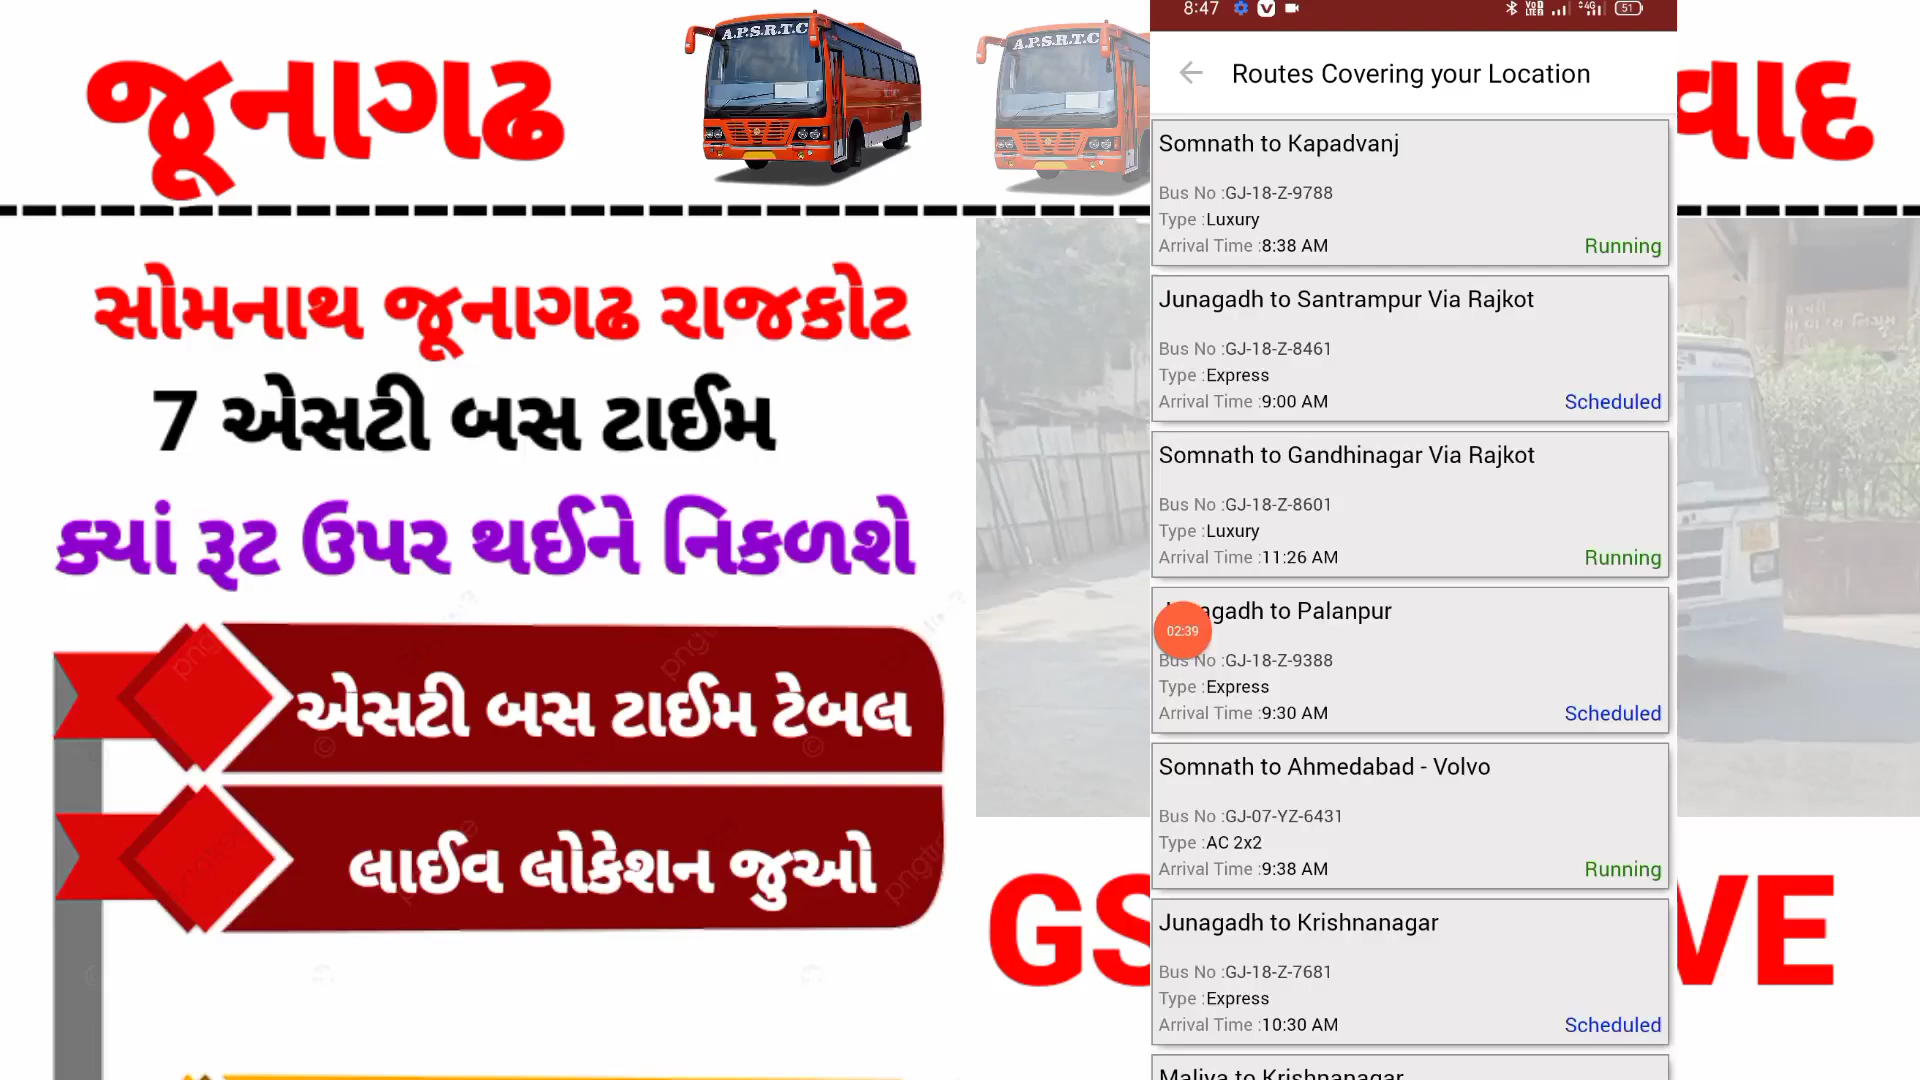 જૂનાગઢ
A.P.S.R.T.C
A.P.S.R.T.C
વાદ
સોમનાથ જૂનાગઢ રાજકોટ
7 એસટી બસ ટાઈમ
ક્યાં રૂટ ઉપર થઈને નિકળશે
એસટી બસ ટાઈમ ટેબલ
લાઈવ લોકેશન જુઓ
GS
VE
8:47
51
Routes Covering your Location
Somnath to Kapadvanj
Bus No :GJ-18-Z-9788
Type :Luxury
Arrival Time :8:38 AM
Running
Junagadh to Santrampur Via Rajkot
Bus No :GJ-18-Z-8461
Type :Express
Arrival Time :9:00 AM
Scheduled
Somnath to Gandhinagar Via Rajkot
Bus No :GJ-18-Z-8601
Type :Luxury
Arrival Time :11:26 AM
Running
agadh to Palanpur
02:39
Bus No :GJ-18-Z-9388
Type :Express
Arrival Time :9:30 AM
Scheduled
Somnath to Ahmedabad - Volvo
Bus No :GJ-07-YZ-6431
Type :AC 2x2
Arrival Time :9:38 AM
Running
Junagadh to Krishnanagar
Bus No :GJ-18-Z-7681
Type :Express
Arrival Time :10:30 AM
Scheduled
Maliya to Krishnanagar